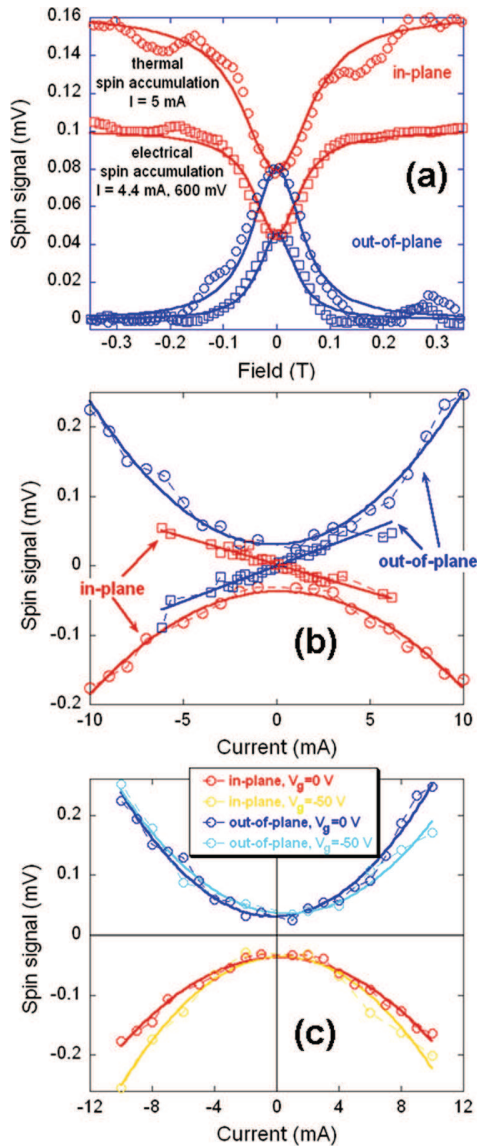 0.16
0.14
0.12
0.1
0.08
0.06
0.04
0.02
0
Spin signal (mV)
thermal
spin accumulation
I = 5 mA
in-plane
electrical
spin accumulation
I = 4.4 mA, 600 mV
(a)
out-of-plane
-0.3 -0.2 -0.1 0 0.1 0.2 0.3
Field (T)
0.2
0.1
0
-0.1
-0.2
Spin signal (mV)
in-plane
out-of-plane
(b)
-10 -5 0 5 10
Current (mA)
in-plane, Vg=0 V
in-plane, Vg=-50 V
out-of-plane, Vg=0 V
out-of-plane, Vg=-50 V
0.2
0.1
0
-0.1
-0.2
Spin signal (mV)
(c)
-12 -8 -4 0 4 8 12
Current (mA)